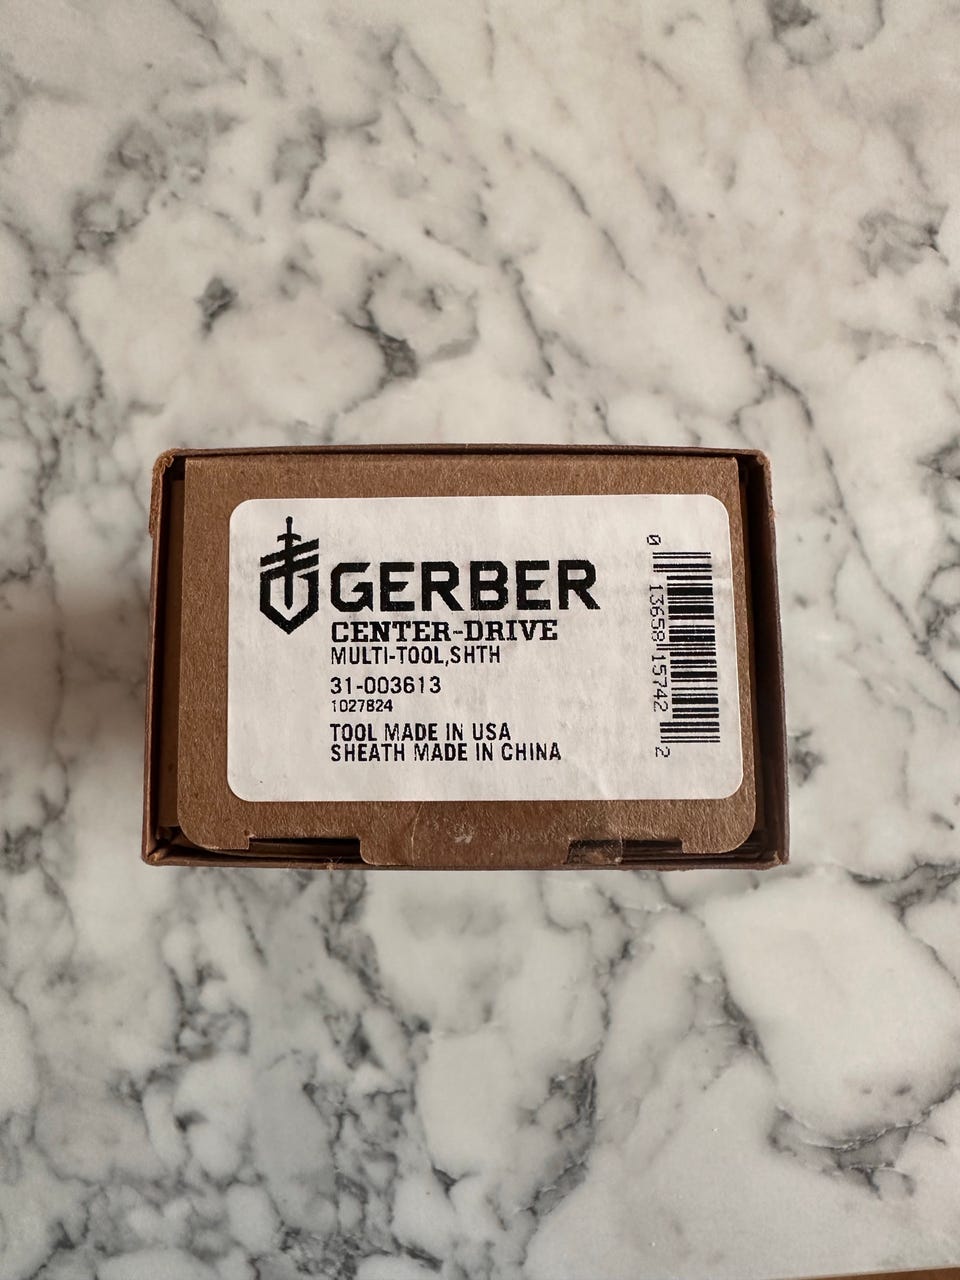 GERBER
CENTER-DRIVE
MULTI-TOOL,SHTH
31-003613
1027824
TOOL MADE IN USA
SHEATH MADE IN CHINA
0 13658 15742 2